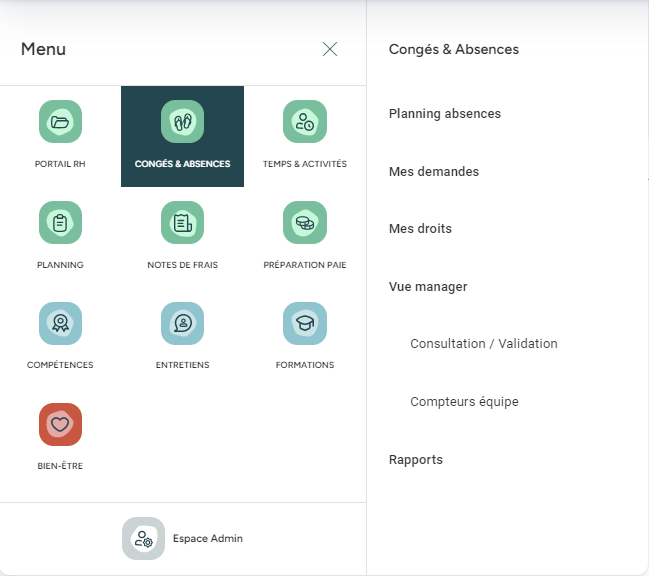 Menu
PORTAIL RH
CONGÉS & ABSENCES
TEMPS & ACTIVITÉS
PLANNING
NOTES DE FRAIS
PRÉPARATION PAIE
COMPÉTENCES
ENTRETIENS
FORMATIONS
BIEN-ÊTRE
Espace Admin
Congés & Absences
Planning absences
Mes demandes
Mes droits
Vue manager
Consultation / Validation
Compteurs équipe
Rapports